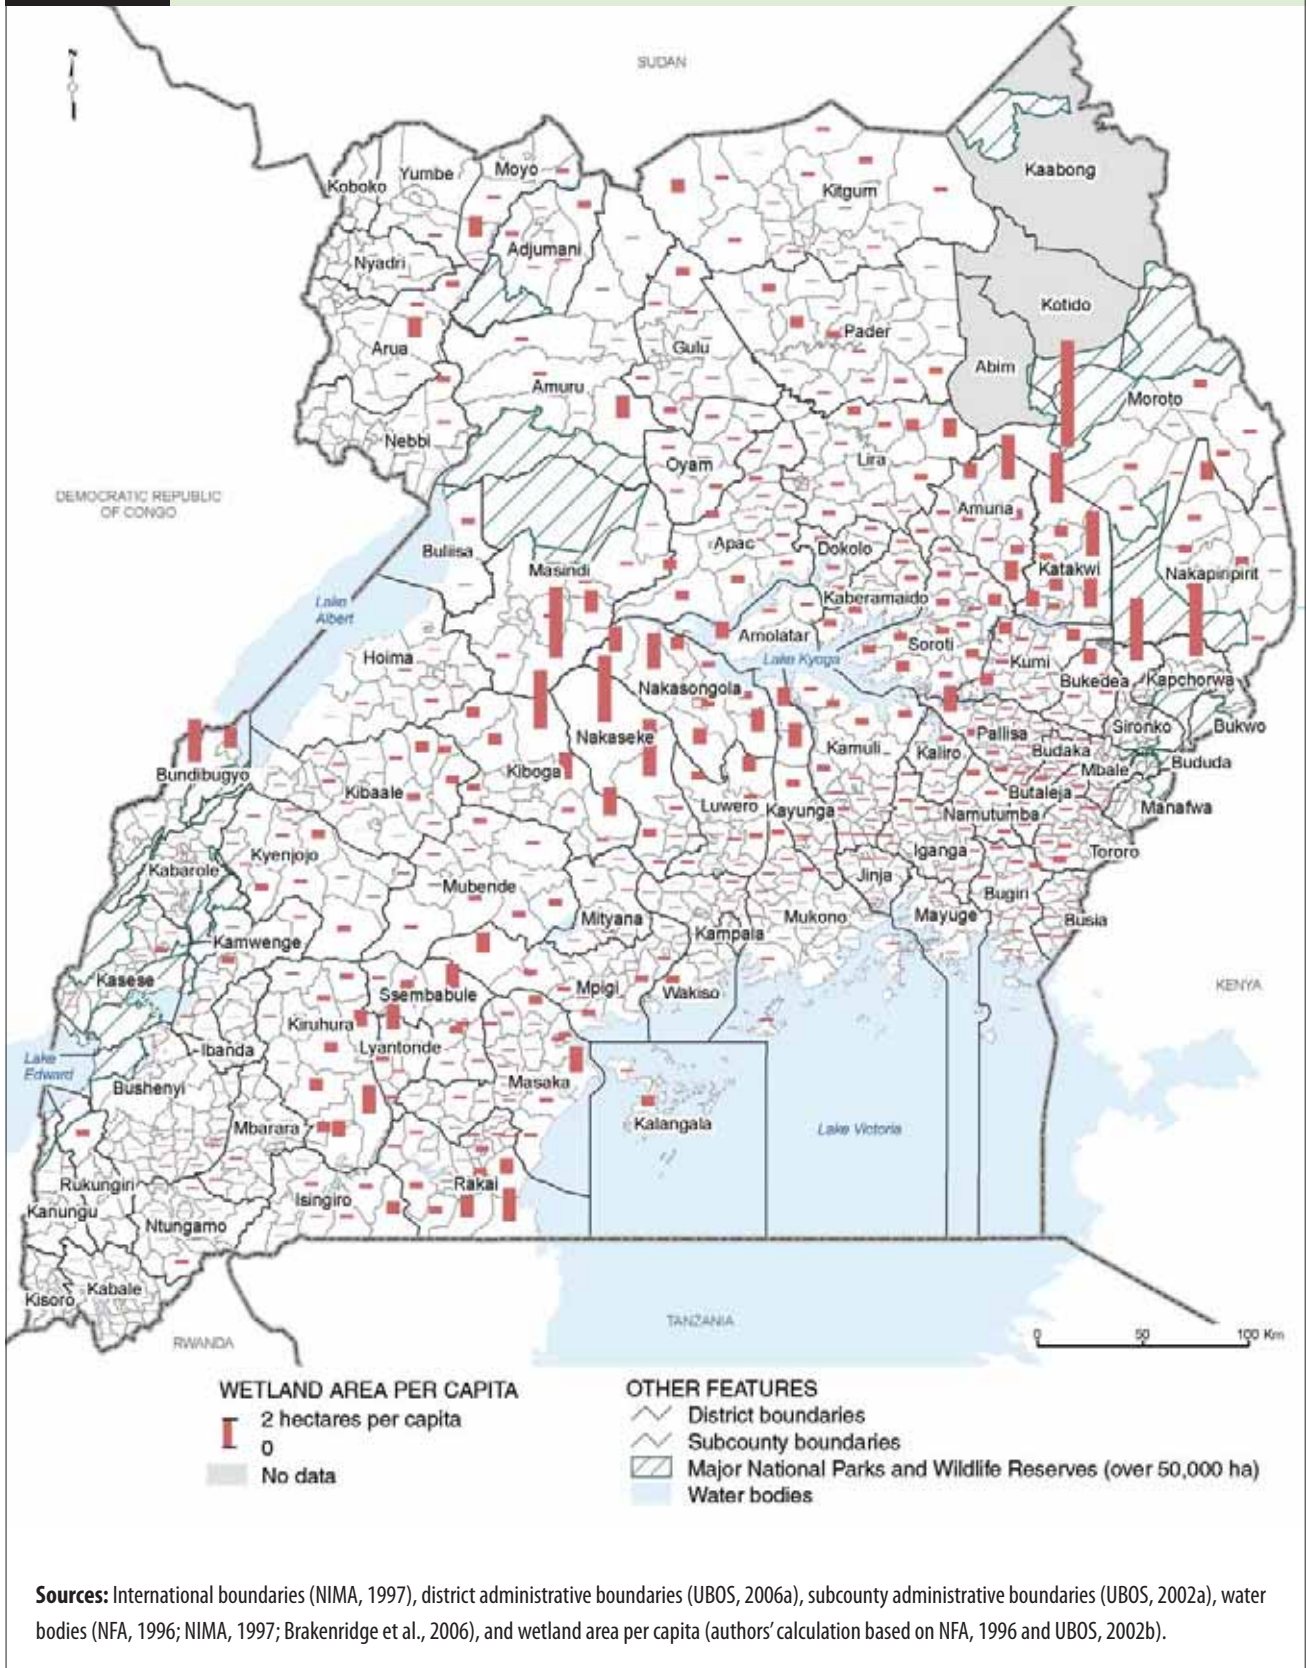 N
SUDAN
Kaabong
Koboko
Yumbe
Moyo
Kitgum
Adjumani
Nyadri
Kotido
Arua
Gulu
Pader
Abim
Amuru
Moroto
Nebbi
Oyam
Lira
DEMOCRATIC REPUBLIC
OF CONGO
Amuria
Buliisa
Apac
Dokolo
Masindi
Katakwi
Nakapiripirit
Lake
Albert
Kaberamaido
Amolatar
Soroti
Hoima
Lake Kyoga
Kumi
Nakasongola
Bukedea
Kapchorwa
Nakaseke
Pallisa
Sironko
Bukwo
Kamuli
Kaliro
Budaka
Bundibugyo
Kiboga
Mbale
Bududa
Kibaale
Butaleja
Luwero
Kayunga
Namutumba
Manafwa
Kyenjojo
Iganga
Tororo
Kabarole
Jinja
Mubende
Bugiri
Mityana
Mukono
Mayuge
Busia
Kamwenge
Kampala
Kasese
Mpigi
Wakiso
KENYA
Ssembabule
Kiruhura
Ibanda
Lyantonde
Lake
Edward
Bushenyi
Masaka
Mbarara
Kalangala
Lake Victoria
Rukungiri
Rakai
Isingiro
Kanungu
Ntungamo
Kabale
Kisoro
TANZANIA
RWANDA
0 50 100 Km
WETLAND AREA PER CAPITA
2 hectares per capita
0
No data
OTHER FEATURES
District boundaries
Subcounty boundaries
Major National Parks and Wildlife Reserves (over 50,000 ha)
Water bodies
Sources: International boundaries (NIMA, 1997), district administrative boundaries (UBOS, 2006a), subcounty administrative boundaries (UBOS, 2002a), water
bodies (NFA, 1996; NIMA, 1997; Brakenridge et al., 2006), and wetland area per capita (authors' calculation based on NFA, 1996 and UBOS, 2002b).